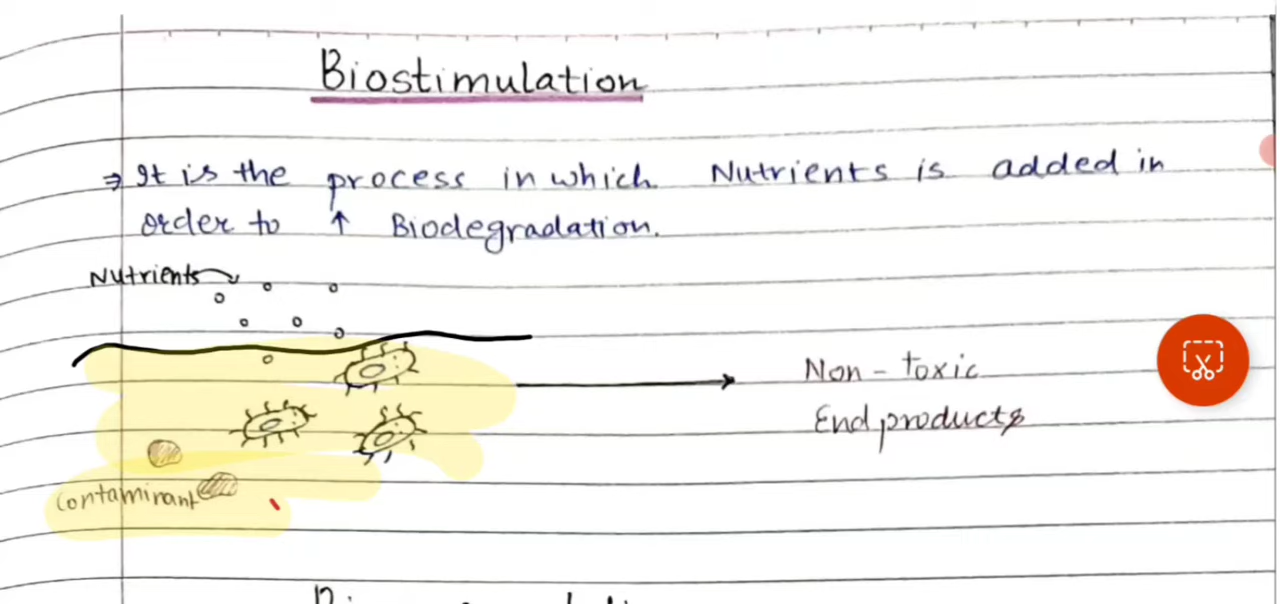 Biostimulation
⇒ It is the process in which Nutrients is added in
order to ↑ Biodegradation.
Nutrients
Non - toxic
End products
Contaminant